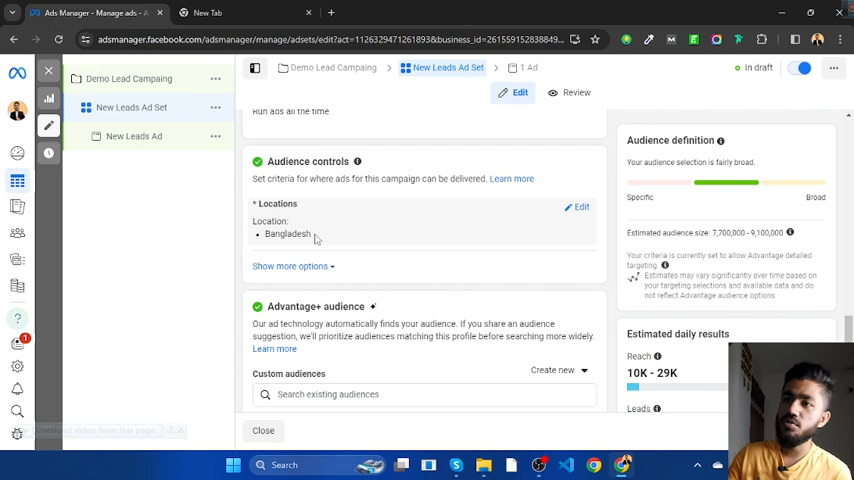 Ads Manager - Manage ads - A
New Tab
adsmanager.facebook.com/adsmanager/manage/adsets/edit?act=1126329471261893&business_id=261559152838849...
Demo Lead Campaing
New Leads Ad Set
New Leads Ad
Demo Lead Campaing
New Leads Ad Set
1 Ad
In draft
Edit
Review
Run ads all the time
Audience controls
Set criteria for where ads for this campaign can be delivered. Learn more
* Locations
Edit
Location:
• Bangladesh
Show more options
Advantage+ audience
Our ad technology automatically finds your audience. If you share an audience
suggestion, we'll prioritize audiences matching this profile before searching more widely.
Learn more
Custom audiences
Create new
Search existing audiences
Close
Audience definition
Your audience selection is fairly broad.
Specific
Broad
Estimated audience size: 7,700,000 - 9,100,000
Your criteria is currently set to allow Advantage detailed
targeting.
Estimates may vary significantly over time based on
your targeting selections and available data and do
not reflect Advantage audience options.
Estimated daily results
Reach
10K - 29K
Leads
1
Download video from this page
Search